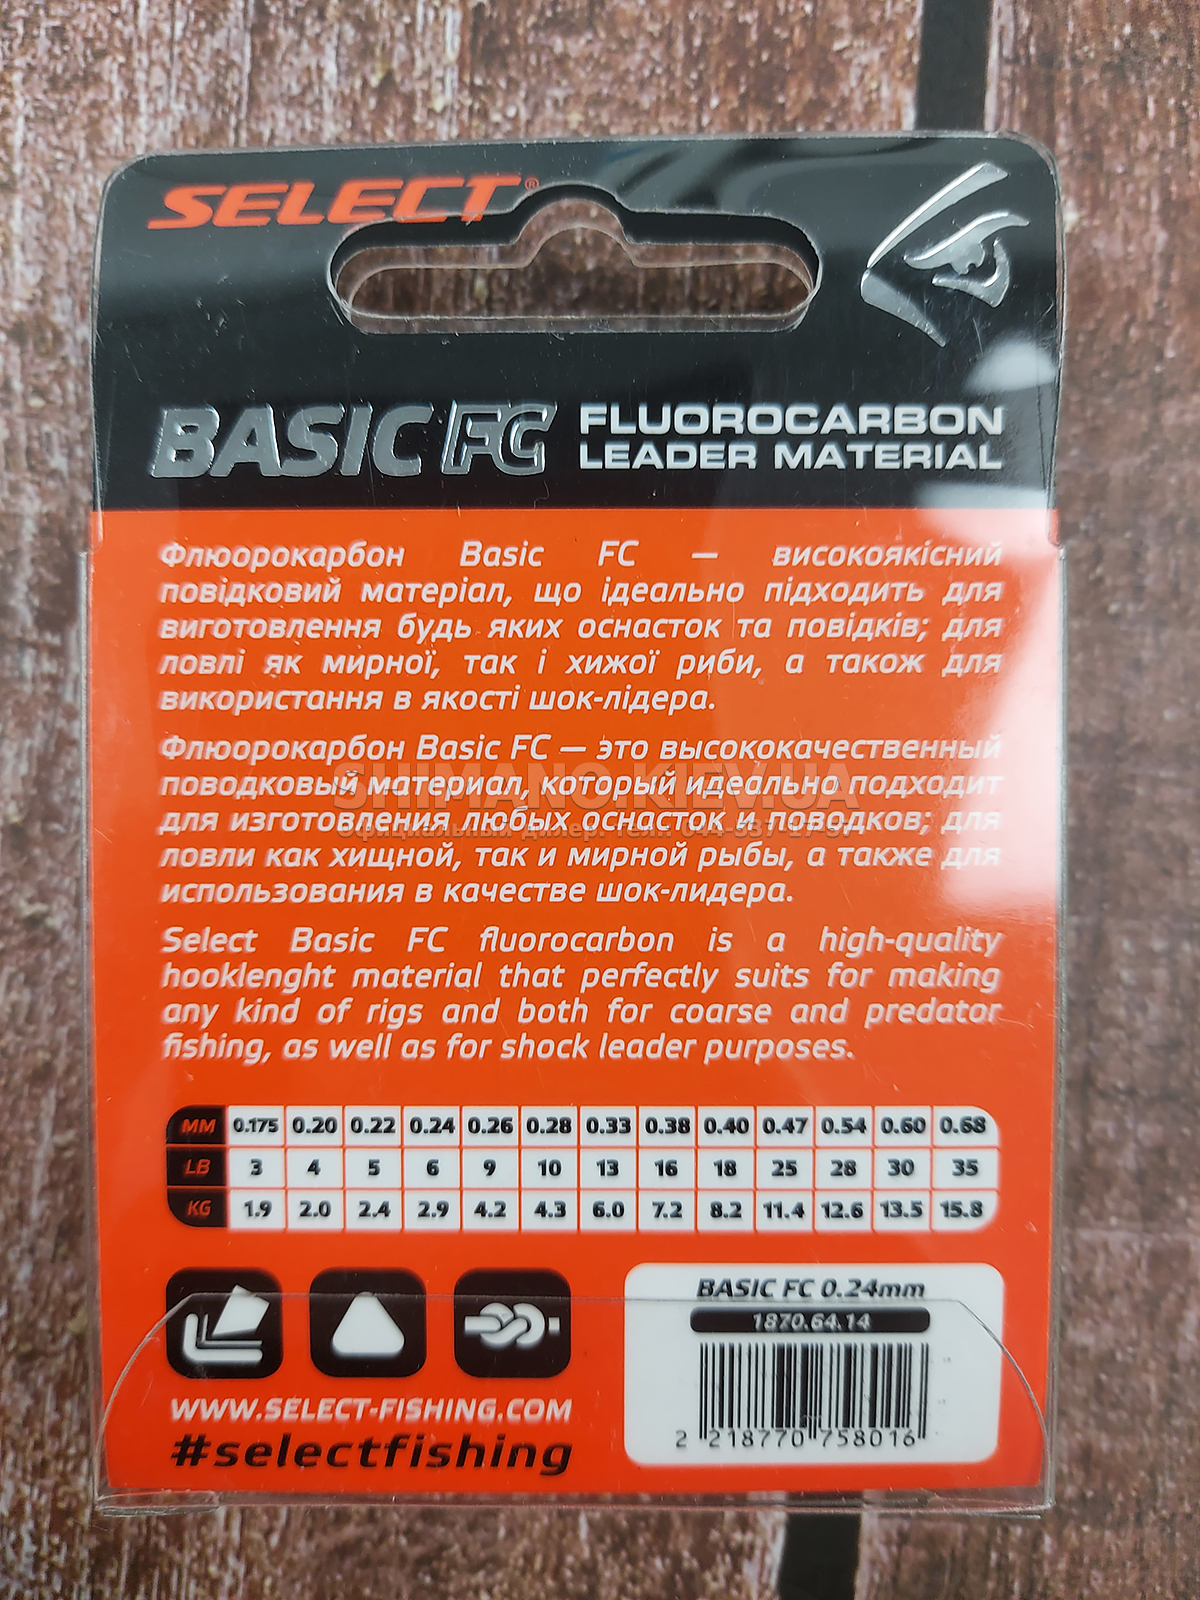 SELECT®
BASIC FC
FLUOROCARBON
LEADER MATERIAL
Флюорокарбон Basic FC — високоякісний
повідковий матеріал, що ідеально підходить для
виготовлення будь яких оснасток та повідків; для
ловлі як мирної, так і хижої риби, а також для
використання в якості шок-лідера.
Флюорокарбон Basic FC — это высококачественный
поводковый материал, который идеально подходит
SHIMANO.KIEV.UA
для изготовления любых оснасток и поводков; для
официальный дилер. тел.:
ловли как хищной, так и мирной рыбы, а также для
использования в качестве шок-лидера.
Select Basic FC fluorocarbon is a high-quality
hooklenght material that perfectly suits for making
any kind of rigs and both for coarse and predator
fishing, as well as for shock leader purposes.
MM 0.175 0.20 0.22 0.24 0.26 0.28 0.33 0.38 0.40 0.47 0.54 0.60 0.68
LB 3 4 5 6 9 10 13 16 18 25 28 30 35
KG 1.9 2.0 2.4 2.9 4.2 4.3 6.0 7.2 8.2 11.4 12.6 13.5 15.8
BASIC FC 0.24mm
1870.64.14
2 218770 758016
WWW.SELECT-FISHING.COM
#selectfishing